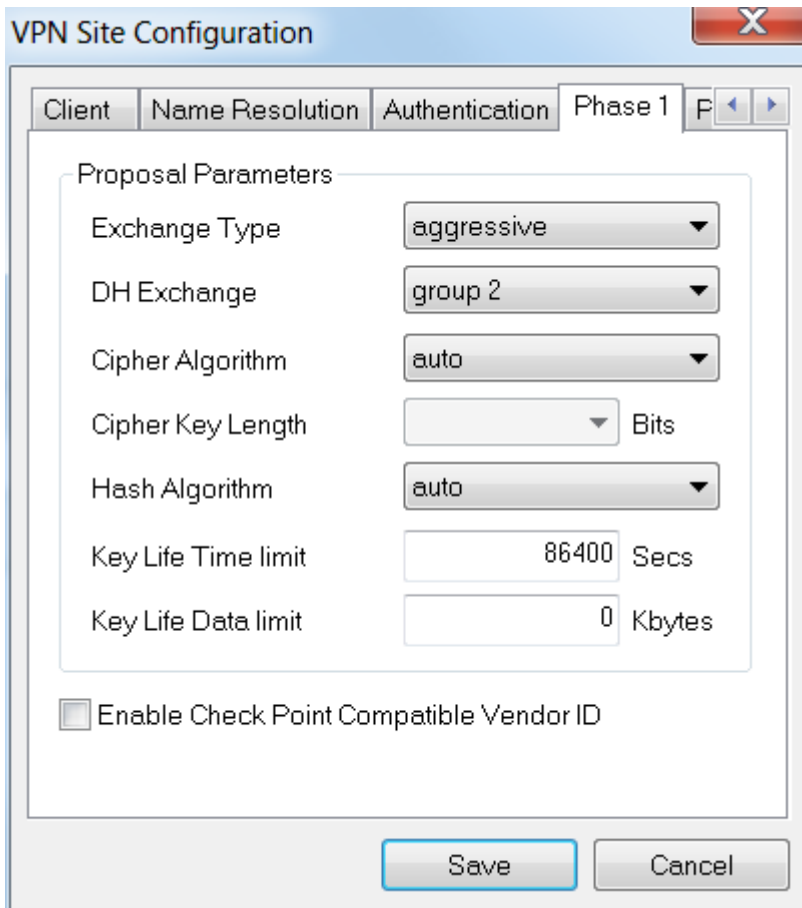 VPN Site Configuration
Client Name Resolution Authentication Phase 1 P
Proposal Parameters
Exchange Type aggressive
DH Exchange group 2
Cipher Algorithm auto
Cipher Key Length Bits
Hash Algorithm auto
Key Life Time limit 86400 Secs
Key Life Data limit 0 Kbytes
Enable Check Point Compatible Vendor ID
Save Cancel